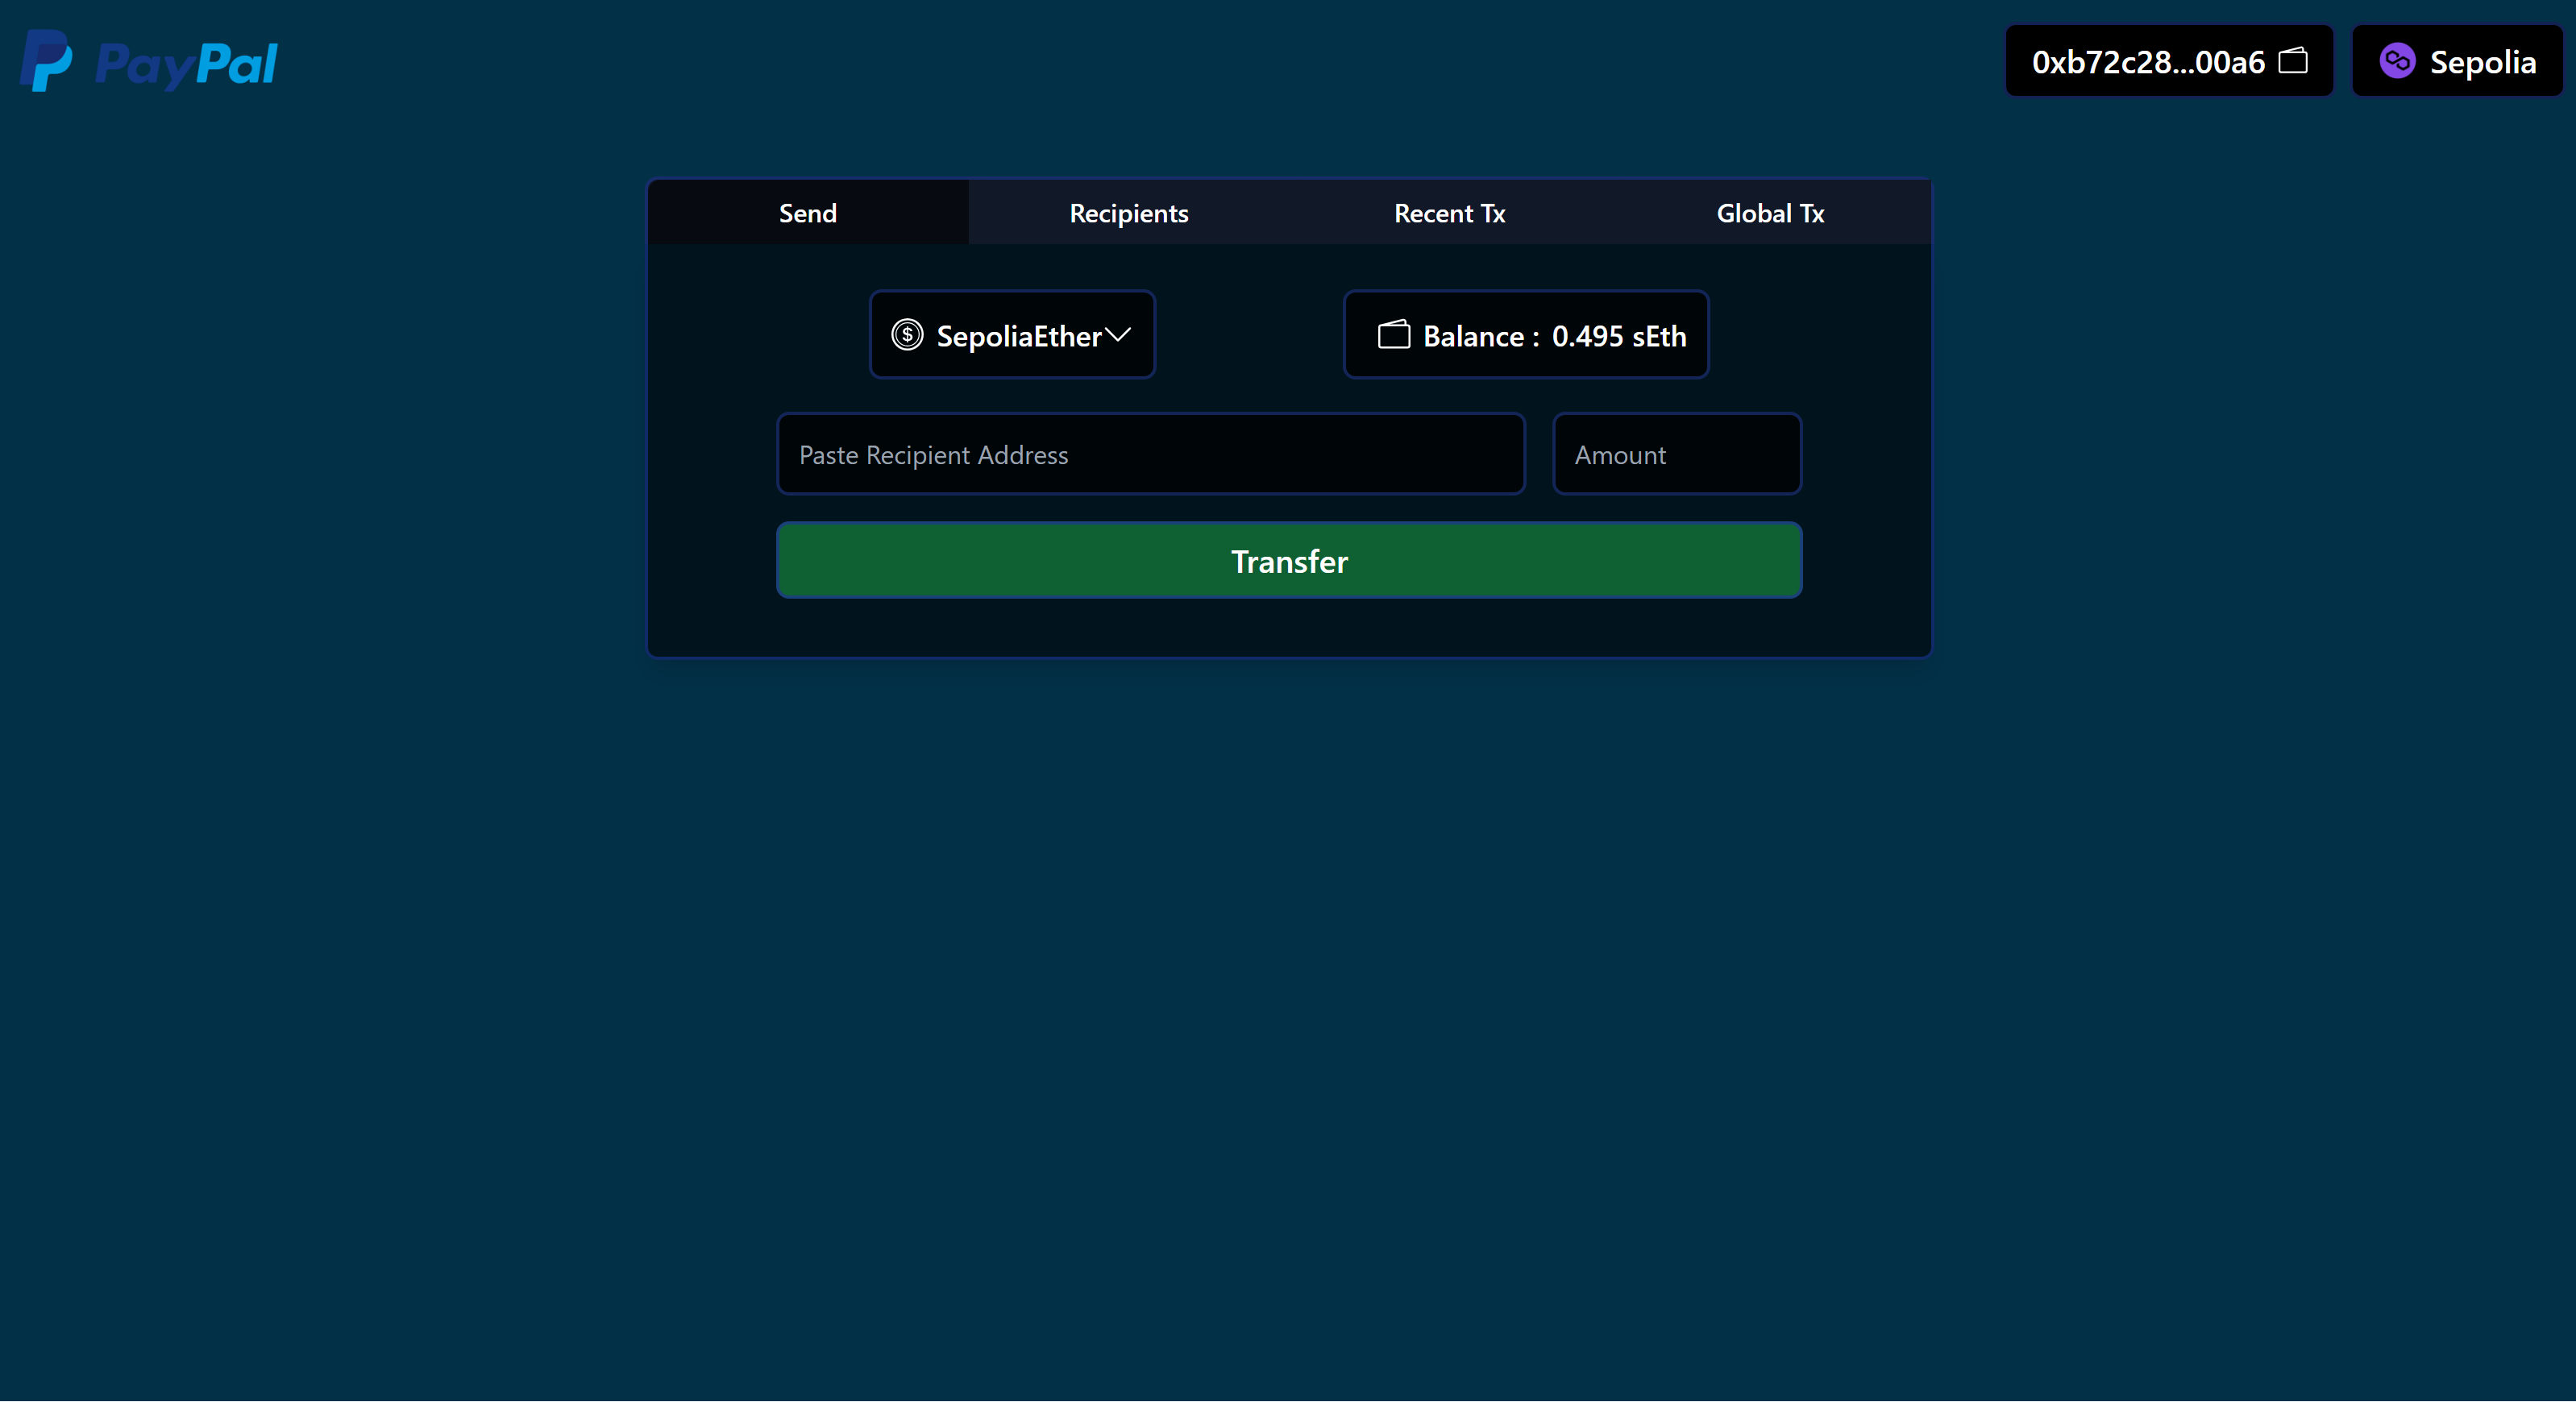 PayPal
0xb72c28...00a6
Sepolia
Send
Recipients
Recent Tx
Global Tx
SepoliaEther
Balance : 0.495 sEth
Paste Recipient Address
Amount
Transfer